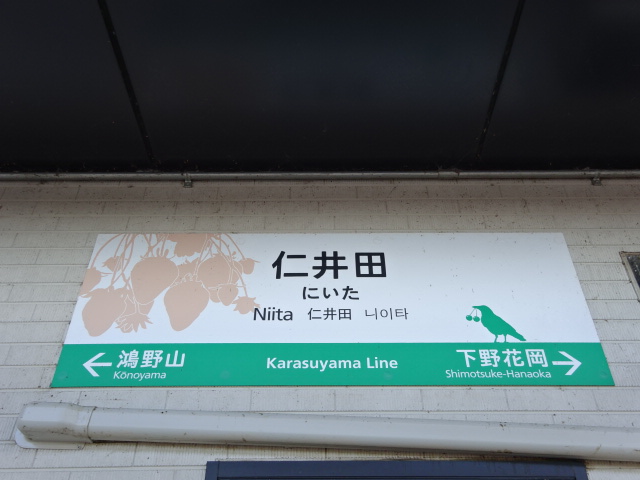 仁井田
にいた
Niita 仁井田 니이타
← 鴻野山 Karasuyama Line 下野花岡 →
Kōnoyama Shimotsuke-Hanaoka